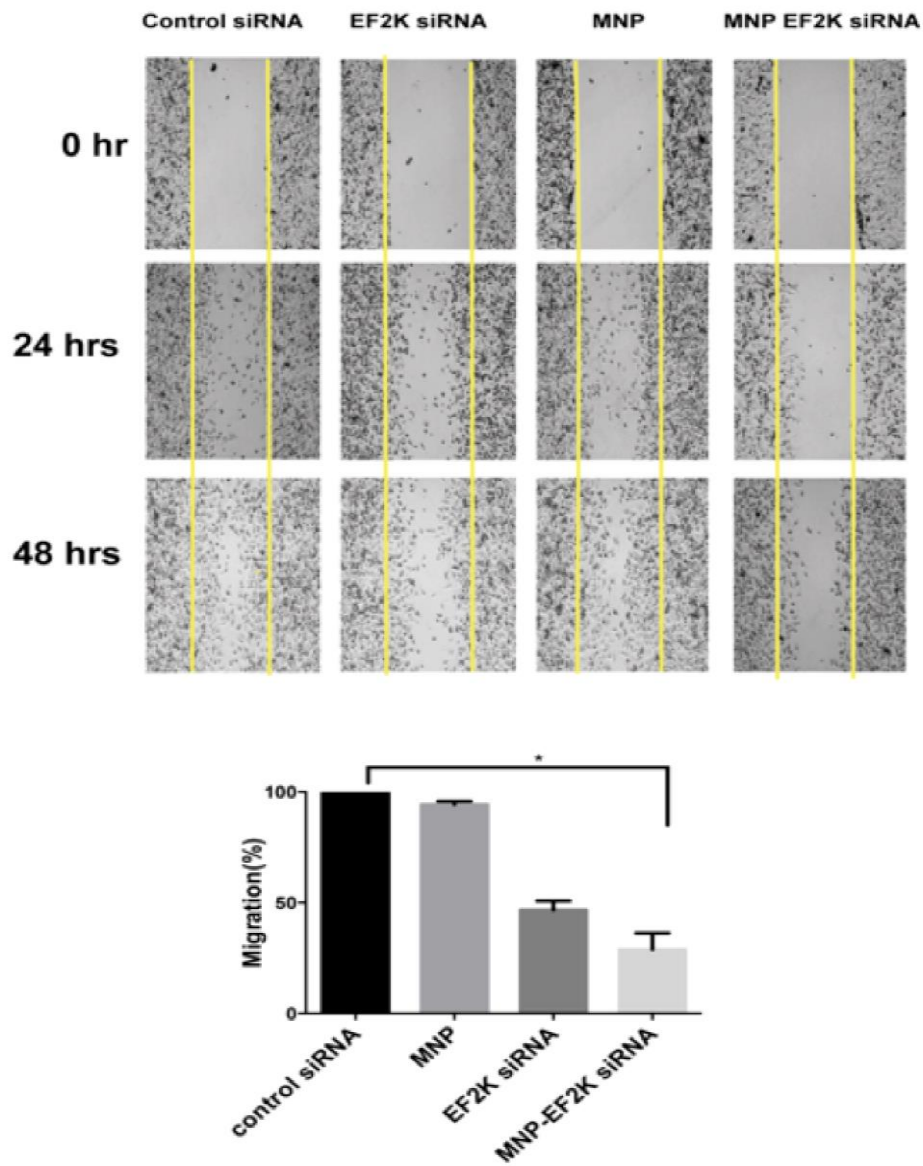 Control siRNA EF2K siRNA MNP MNP EF2K siRNA
0 hr
24 hrs
48 hrs
*
100
50
0
Migration(%)
control siRNA
MNP
EF2K siRNA
MNP-EF2K siRNA